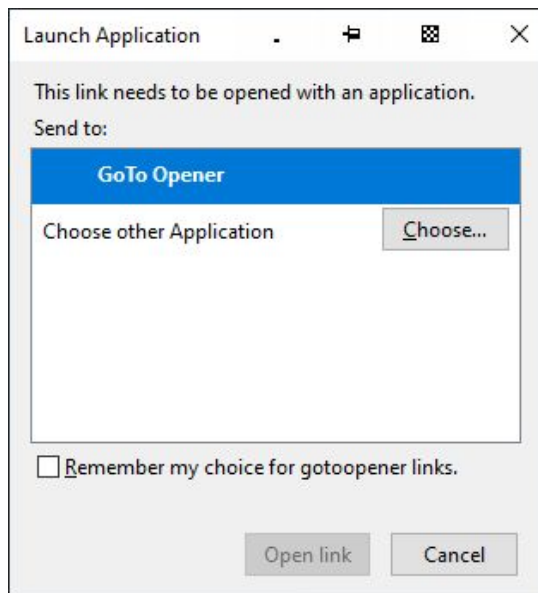 Launch Application
This link needs to be opened with an application.
Send to:
GoTo Opener
Choose other Application
Choose...
Remember my choice for gotoopener links.
Open link
Cancel